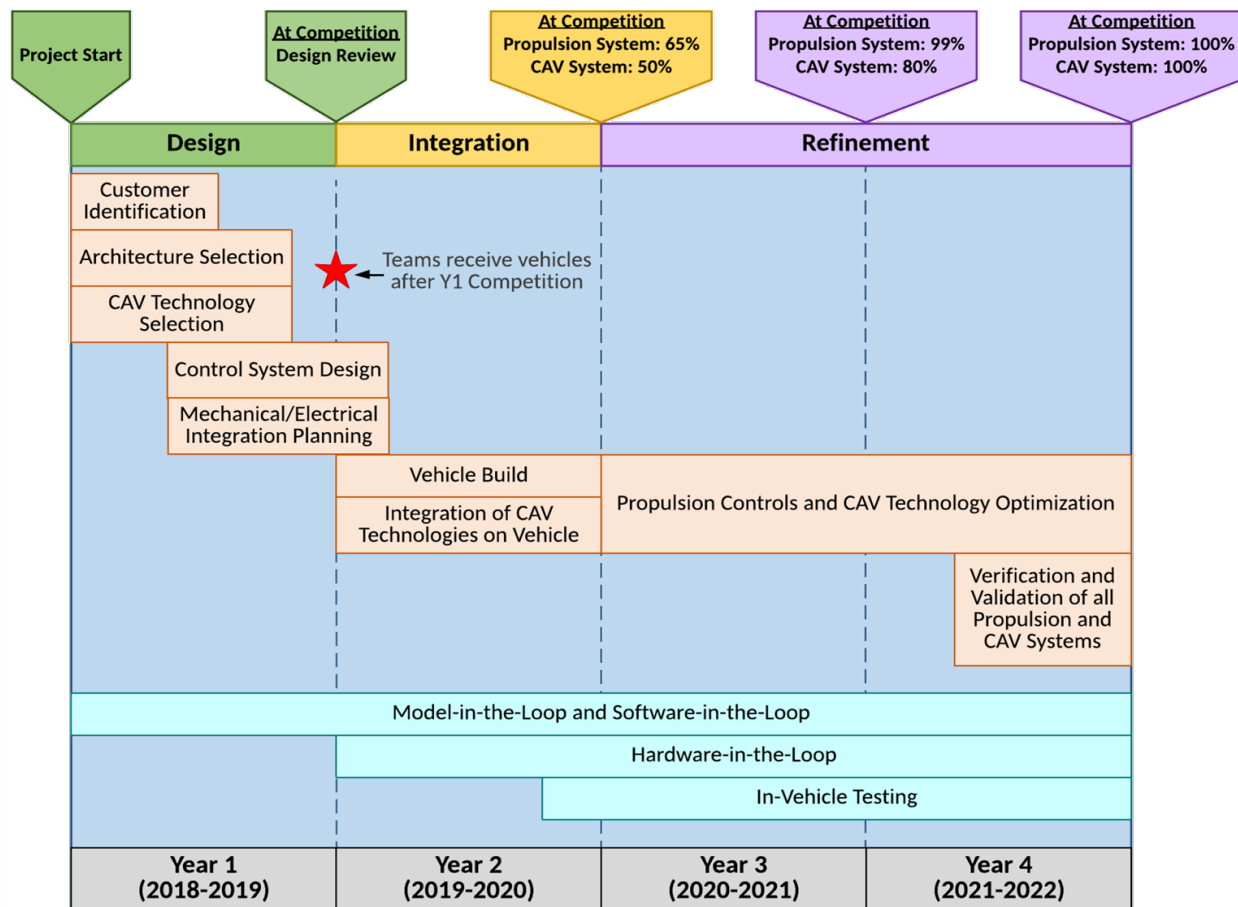 Project Start
At Competition
Design Review
At Competition
Propulsion System: 65%
CAV System: 50%
At Competition
Propulsion System: 99%
CAV System: 80%
At Competition
Propulsion System: 100%
CAV System: 100%
Design
Integration
Refinement
Customer
Identification
Architecture Selection
Teams receive vehicles
after Y1 Competition
CAV Technology
Selection
Control System Design
Mechanical/Electrical
Integration Planning
Vehicle Build
Integration of CAV
Technologies on Vehicle
Propulsion Controls and CAV Technology Optimization
Verification and
Validation of all
Propulsion and
CAV Systems
Model-in-the-Loop and Software-in-the-Loop
Hardware-in-the-Loop
In-Vehicle Testing
Year 1
(2018-2019)
Year 2
(2019-2020)
Year 3
(2020-2021)
Year 4
(2021-2022)